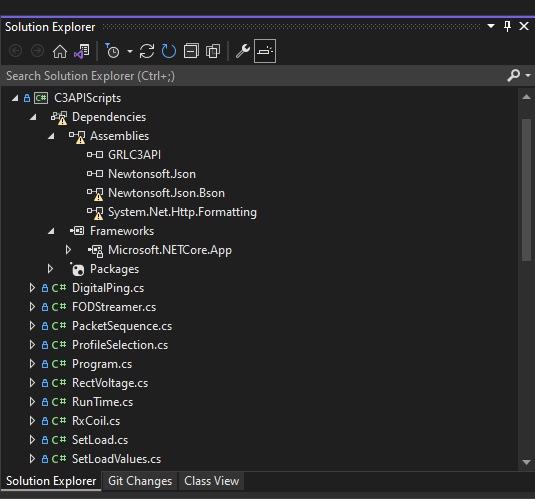 Solution Explorer
Search Solution Explorer (Ctrl+;)
C# C3APIScripts
Dependencies
Assemblies
GRLC3API
Newtonsoft.Json
Newtonsoft.Json.Bson
System.Net.Http.Formatting
Frameworks
Microsoft.NETCore.App
Packages
C# DigitalPing.cs
C# FODStreamer.cs
C# PacketSequence.cs
C# ProfileSelection.cs
C# Program.cs
C# RectVoltage.cs
C# RunTime.cs
C# RxCoil.cs
C# SetLoad.cs
C# SetLoadValues.cs
Solution Explorer Git Changes Class View